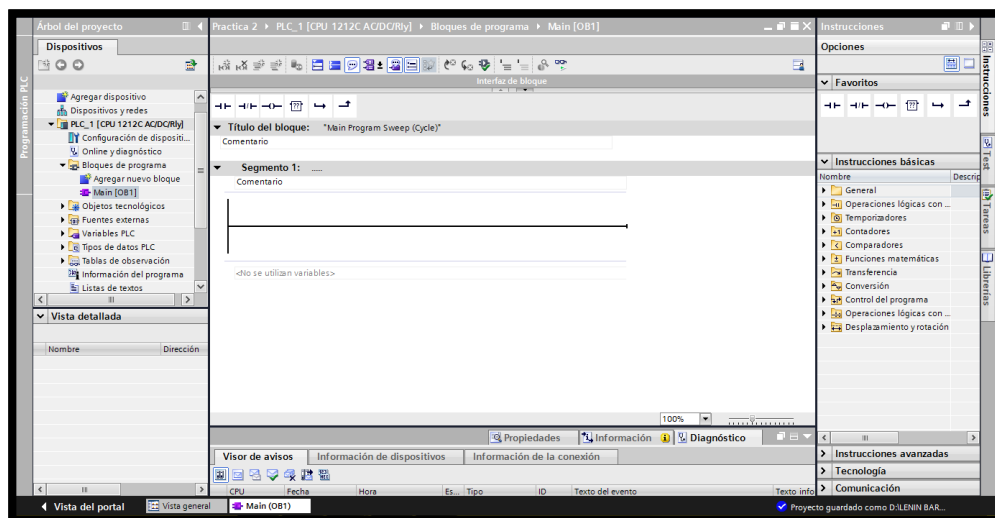 Árbol del proyecto
Practica 2 ▸ PLC_1 [CPU 1212C AC/DC/Rly] ▸ Bloques de programa ▸ Main [OB1]
Instrucciones
Dispositivos
Opciones
Programación PLC
Interfaz de bloque
Favoritos
Agregar dispositivo
Dispositivos y redes
PLC_1 [CPU 1212C AC/DC/Rly]
Configuración de dispositi...
Online y diagnóstico
Bloques de programa
Agregar nuevo bloque
Main [OB1]
Objetos tecnológicos
Fuentes externas
Variables PLC
Tipos de datos PLC
Tablas de observación
Información del programa
Listas de textos
Título del bloque: "Main Program Sweep (Cycle)"
Comentario
Segmento 1: .....
Comentario
<No se utilizan variables>
Instrucciones básicas
Nombre
Descrip
General
Operaciones lógicas con ...
Temporizadores
Contadores
Comparadores
Funciones matemáticas
Transferencia
Conversión
Control del programa
Operaciones lógicas con ...
Desplazamiento y rotación
Instrucciones
Test
Tareas
Librerías
Vista detallada
Nombre
Dirección
100%
Propiedades
Información
Diagnóstico
Visor de avisos
Información de dispositivos
Información de la conexión
CPU
Fecha
Hora
Es...
Tipo
ID
Texto del evento
Texto info
Instrucciones avanzadas
Tecnología
Comunicación
Vista del portal
Vista general
Main (OB1)
Proyecto guardado como D:\LENIN BAR...